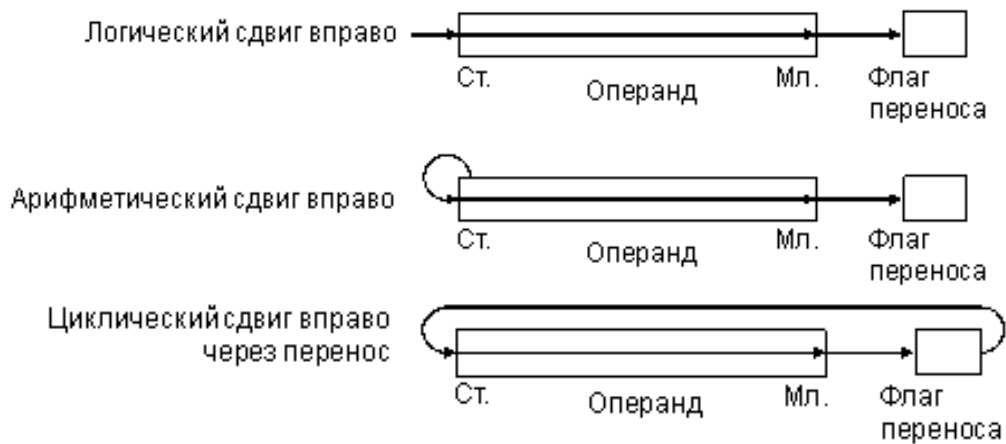 Логический сдвиг вправо
Ст.
Операнд
Мл.
Флаг
переноса
Арифметический сдвиг вправо
Ст.
Операнд
Мл.
Флаг
переноса
Циклический сдвиг вправо
через перенос
Ст.
Операнд
Мл.
Флаг
переноса